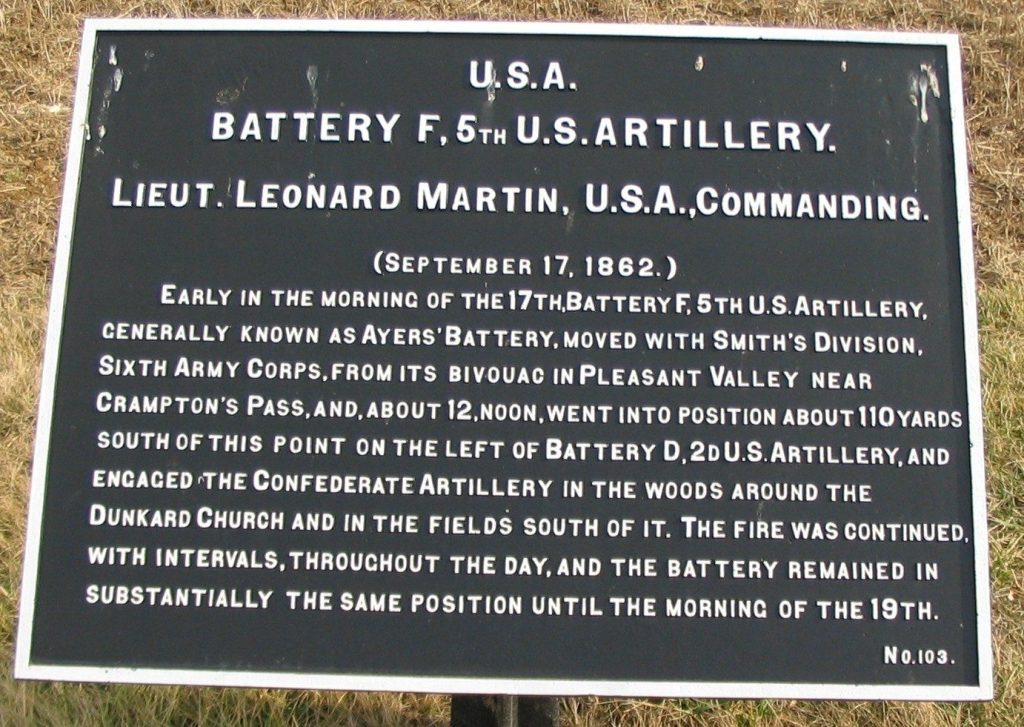 U.S.A.
BATTERY F, 5TH U.S. ARTILLERY.
LIEUT. LEONARD MARTIN, U.S.A., COMMANDING.
(SEPTEMBER 17, 1862.)
EARLY IN THE MORNING OF THE 17TH, BATTERY F, 5TH U.S. ARTILLERY,
GENERALLY KNOWN AS AYERS' BATTERY, MOVED WITH SMITH'S DIVISION,
SIXTH ARMY CORPS, FROM ITS BIVOUAC IN PLEASANT VALLEY NEAR
CRAMPTON'S PASS, AND, ABOUT 12, NOON, WENT INTO POSITION ABOUT 110 YARDS
SOUTH OF THIS POINT ON THE LEFT OF BATTERY D, 2D U.S. ARTILLERY, AND
ENGAGED THE CONFEDERATE ARTILLERY IN THE WOODS AROUND THE
DUNKARD CHURCH AND IN THE FIELDS SOUTH OF IT. THE FIRE WAS CONTINUED,
WITH INTERVALS, THROUGHOUT THE DAY, AND THE BATTERY REMAINED IN
SUBSTANTIALLY THE SAME POSITION UNTIL THE MORNING OF THE 19TH.
NO. 103.